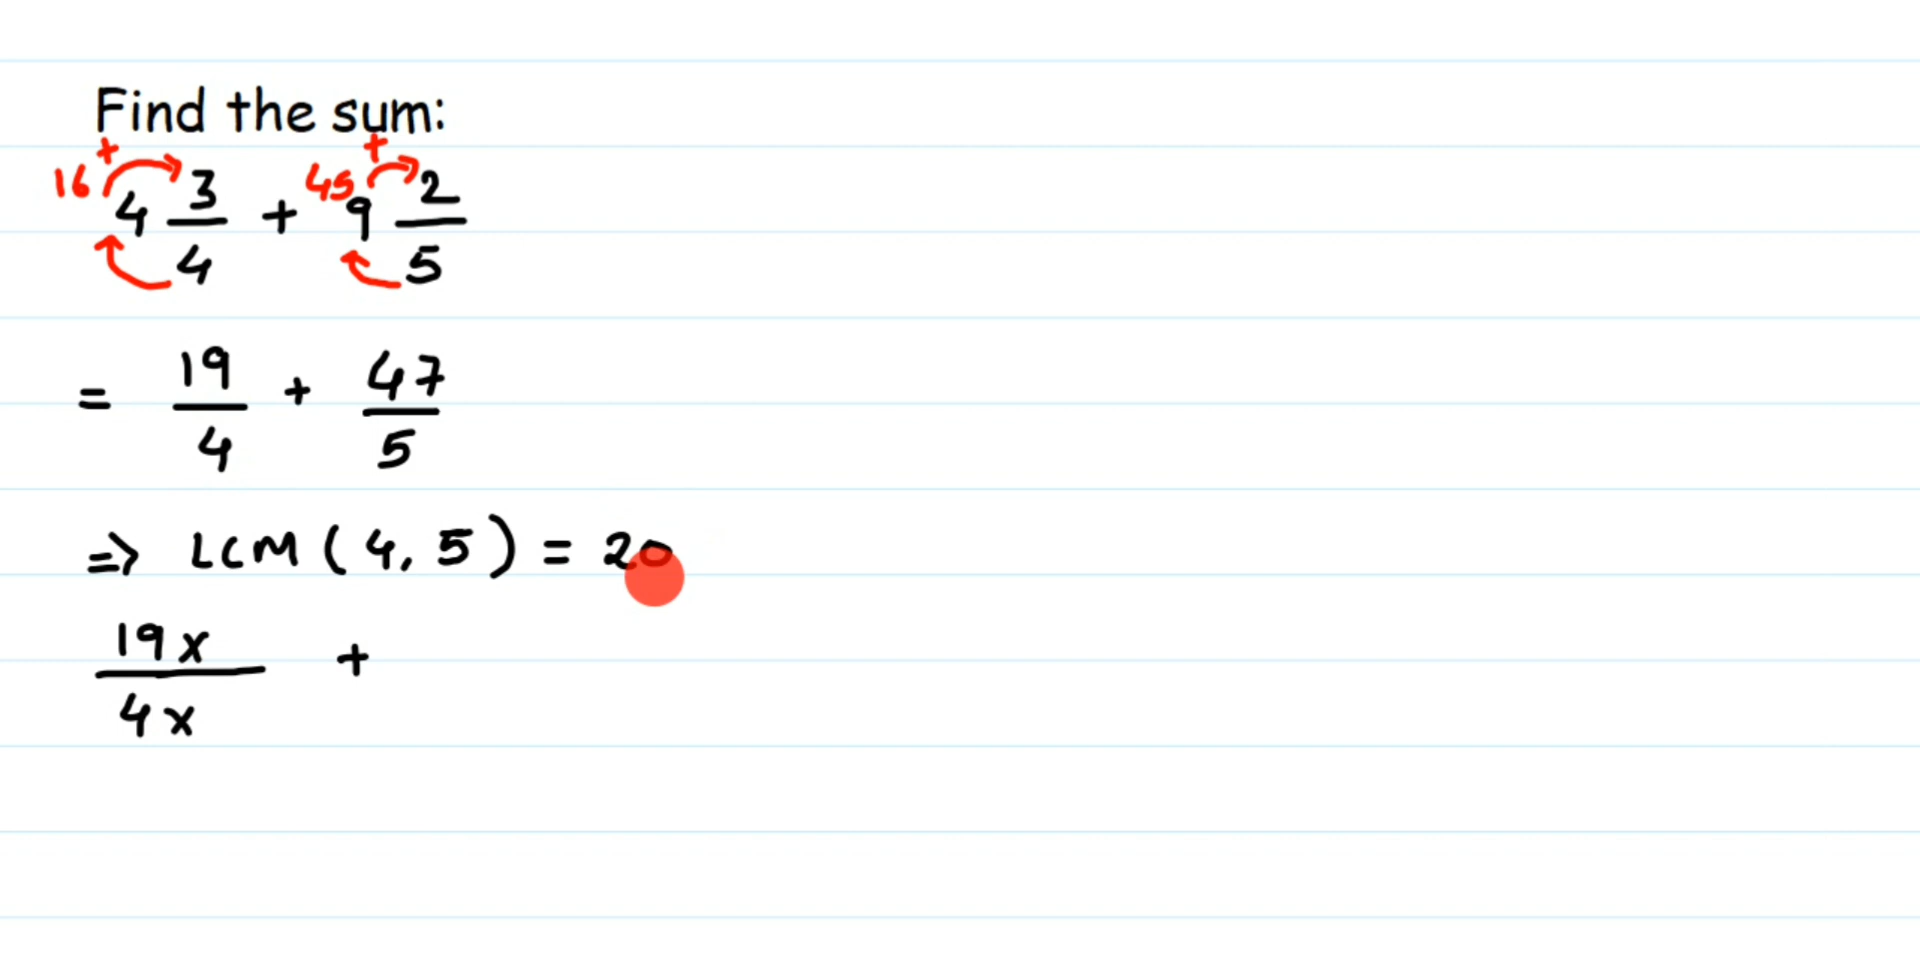 Find the sum:
16 + 45 +
4 3/4 + 9 2/5
= 19/4 + 47/5
=> LCM ( 4, 5 ) = 20
19x/4x +